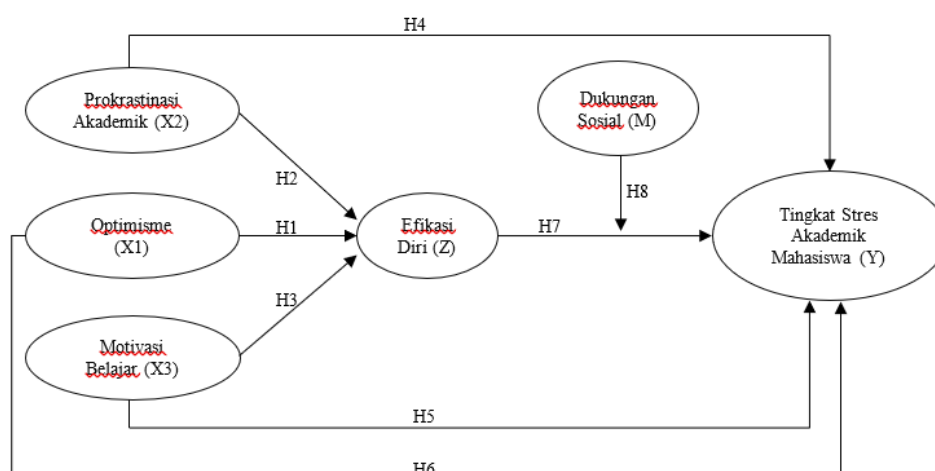 H4
Prokrastinasi
Akademik (X2)
Dukungan
Sosial (M)
H2
H8
Optimisme
(X1)
H1
Efikasi
Diri (Z)
H7
Tingkat Stres
Akademik
Mahasiswa (Y)
H3
Motivasi
Belajar (X3)
H5
H6